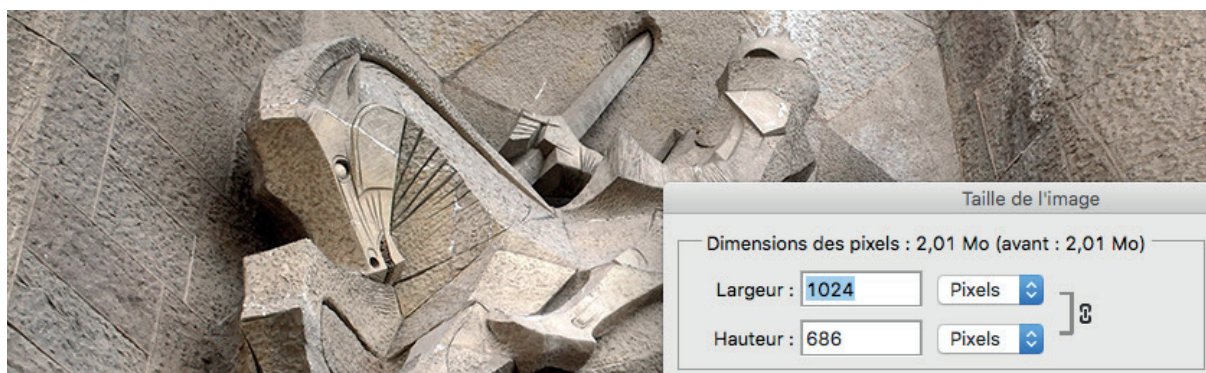 Taille de l'image
Dimensions des pixels : 2,01 Mo (avant : 2,01 Mo)
Largeur : 1024 Pixels
Hauteur : 686 Pixels